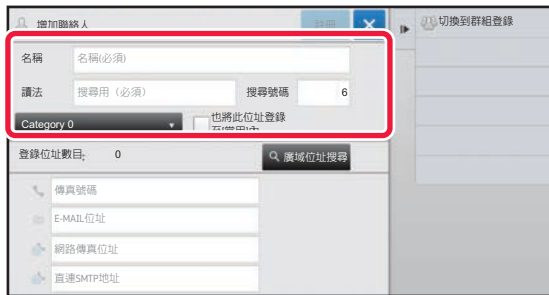 增加聯絡人
註冊
切換到群組登錄
名稱 名稱(必須)
讀法 搜尋用（必須） 搜尋號碼 6
Category 0
也將此位址登錄
登錄位址數目: 0
廣域位址搜尋
傳真號碼
E-MAIL位址
網路傳真位址
直連SMTP地址